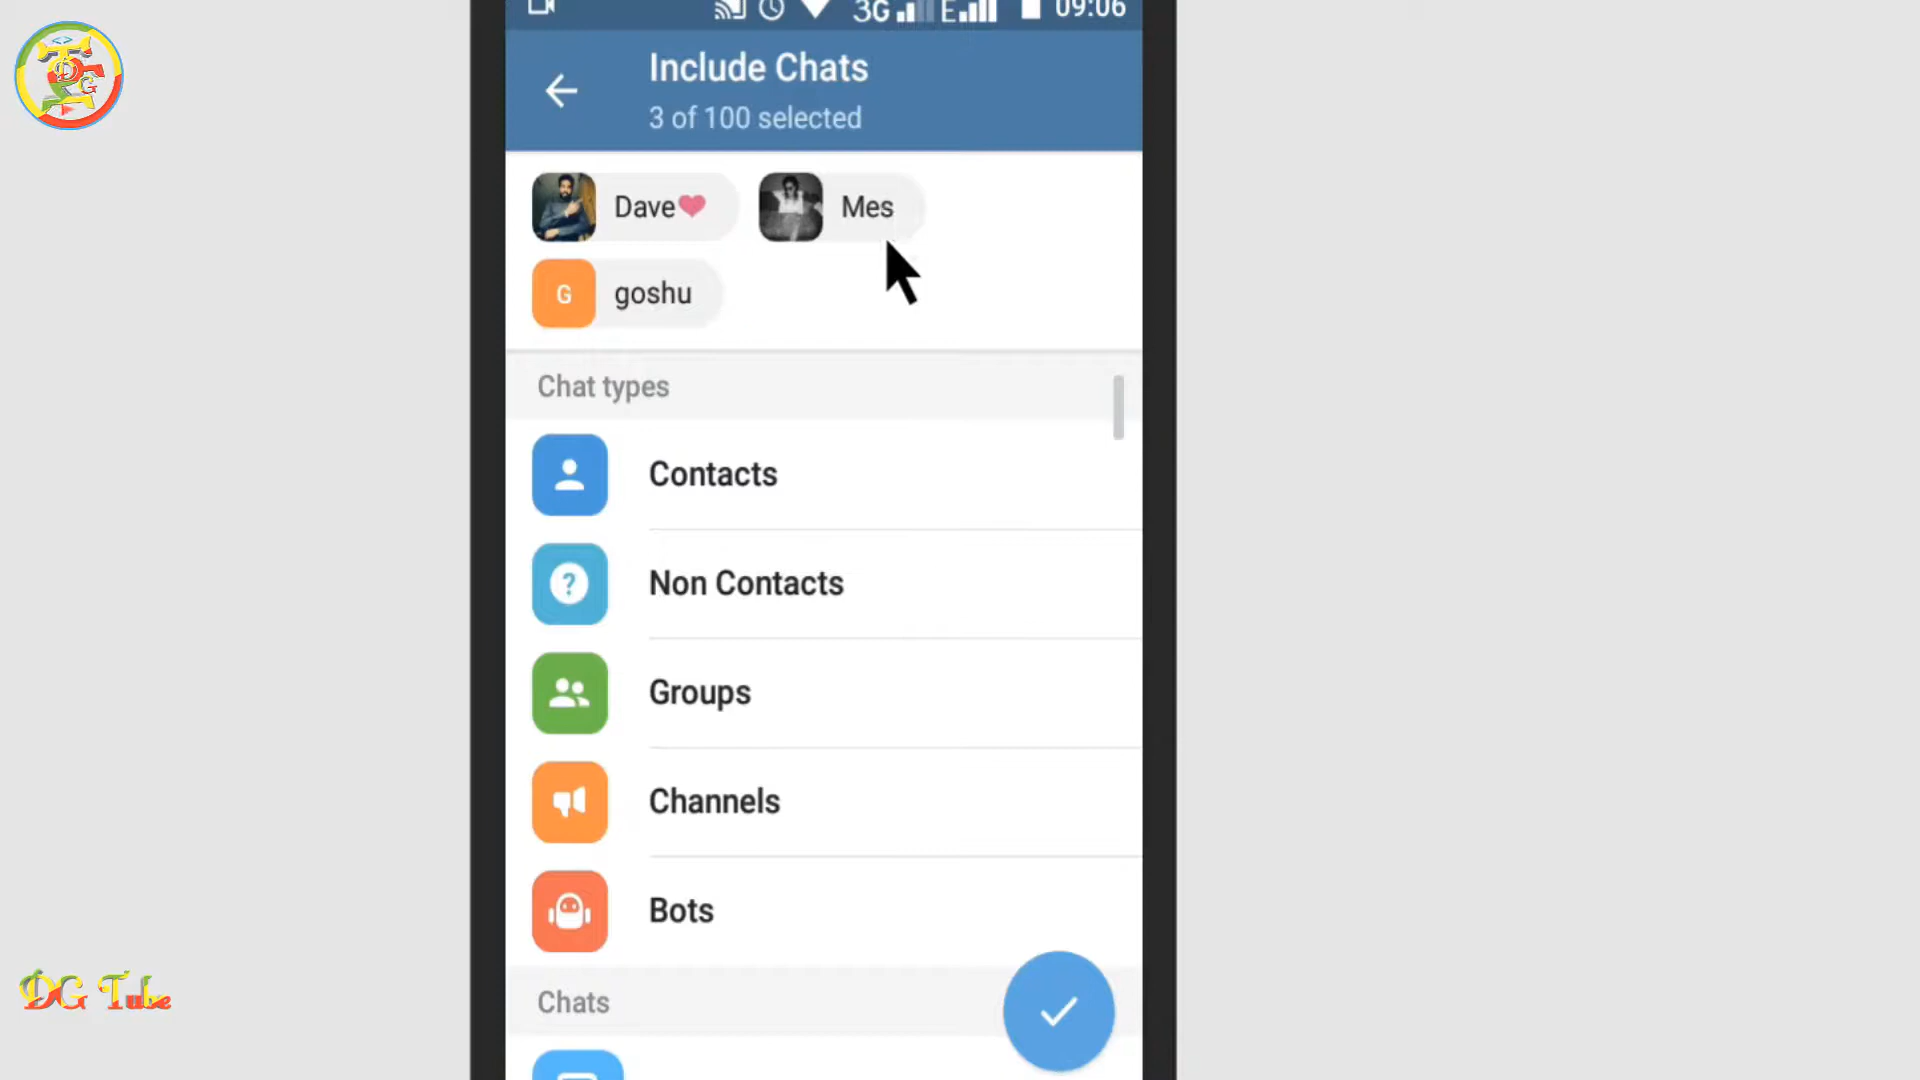 3G E 09:06
Include Chats
3 of 100 selected
Dave❤ Mes
G goshu
Chat types
Contacts
? Non Contacts
Groups
Channels
Bots
Chats
DG Tube